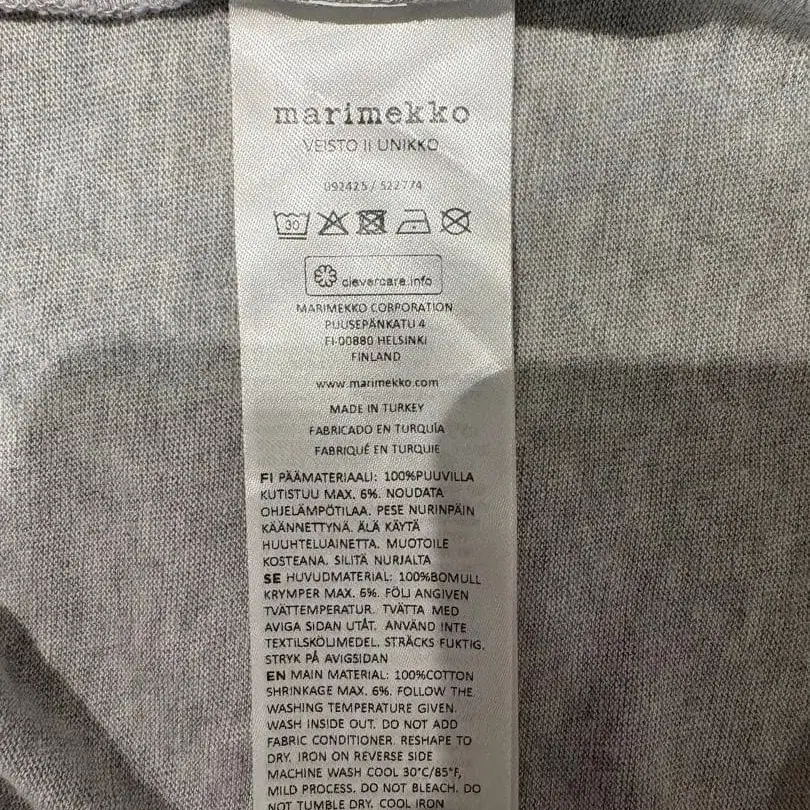 marimekko
VEISTO II UNIKKO
092425 / 522774
30
clevercare.info
MARIMEKKO CORPORATION
PUUSEPÄNKATU 4
FI-00880 HELSINKI
FINLAND
www.marimekko.com
MADE IN TURKEY
FABRICADO EN TURQUÍA
FABRIQUÉ EN TURQUIE
FI PÄÄMATERIAALI: 100%PUUVILLA
KUTISTUU MAX. 6%. NOUDATA
OHJELÄMPÖTILAA. PESE NURINPÄIN
KÄÄNNETTYNÄ. ÄLÄ KÄYTÄ
HUUHTELUAINETTA. MUOTOILE
KOSTEANA. SILITÄ NURJALTA
SE HUVUDMATERIAL: 100%BOMULL
KRYMPER MAX. 6%. FÖLJ ANGIVEN
TVÄTTEMPERATUR. TVÄTTA MED
AVIGA SIDAN UTÅT. ANVÄND INTE
TEXTILSKÖLJMEDEL. STRÄCKS FUKTIG.
STRYK PÅ AVIGSIDAN
EN MAIN MATERIAL: 100%COTTON
SHRINKAGE MAX. 6%. FOLLOW THE
WASHING TEMPERATURE GIVEN.
WASH INSIDE OUT. DO NOT ADD
FABRIC CONDITIONER. RESHAPE TO
DRY. IRON ON REVERSE SIDE
MACHINE WASH COOL 30°C/85°F,
MILD PROCESS. DO NOT BLEACH. DO
NOT TUMBLE DRY. COOL IRON